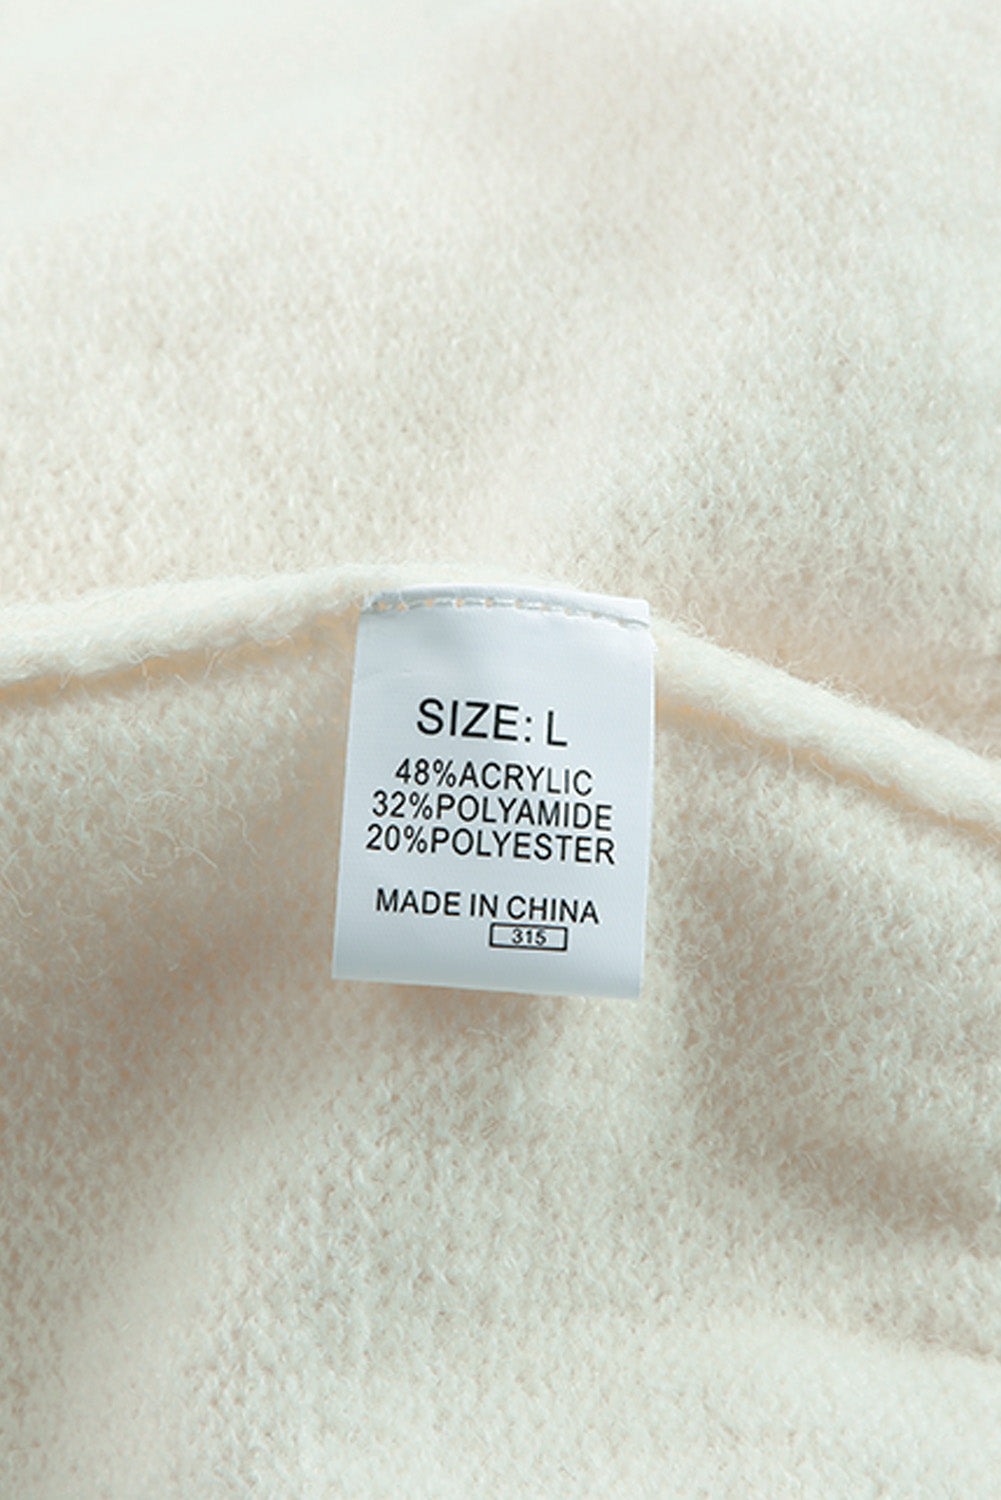 SIZE: L
48%ACRYLIC
32%POLYAMIDE
20%POLYESTER
MADE IN CHINA
315